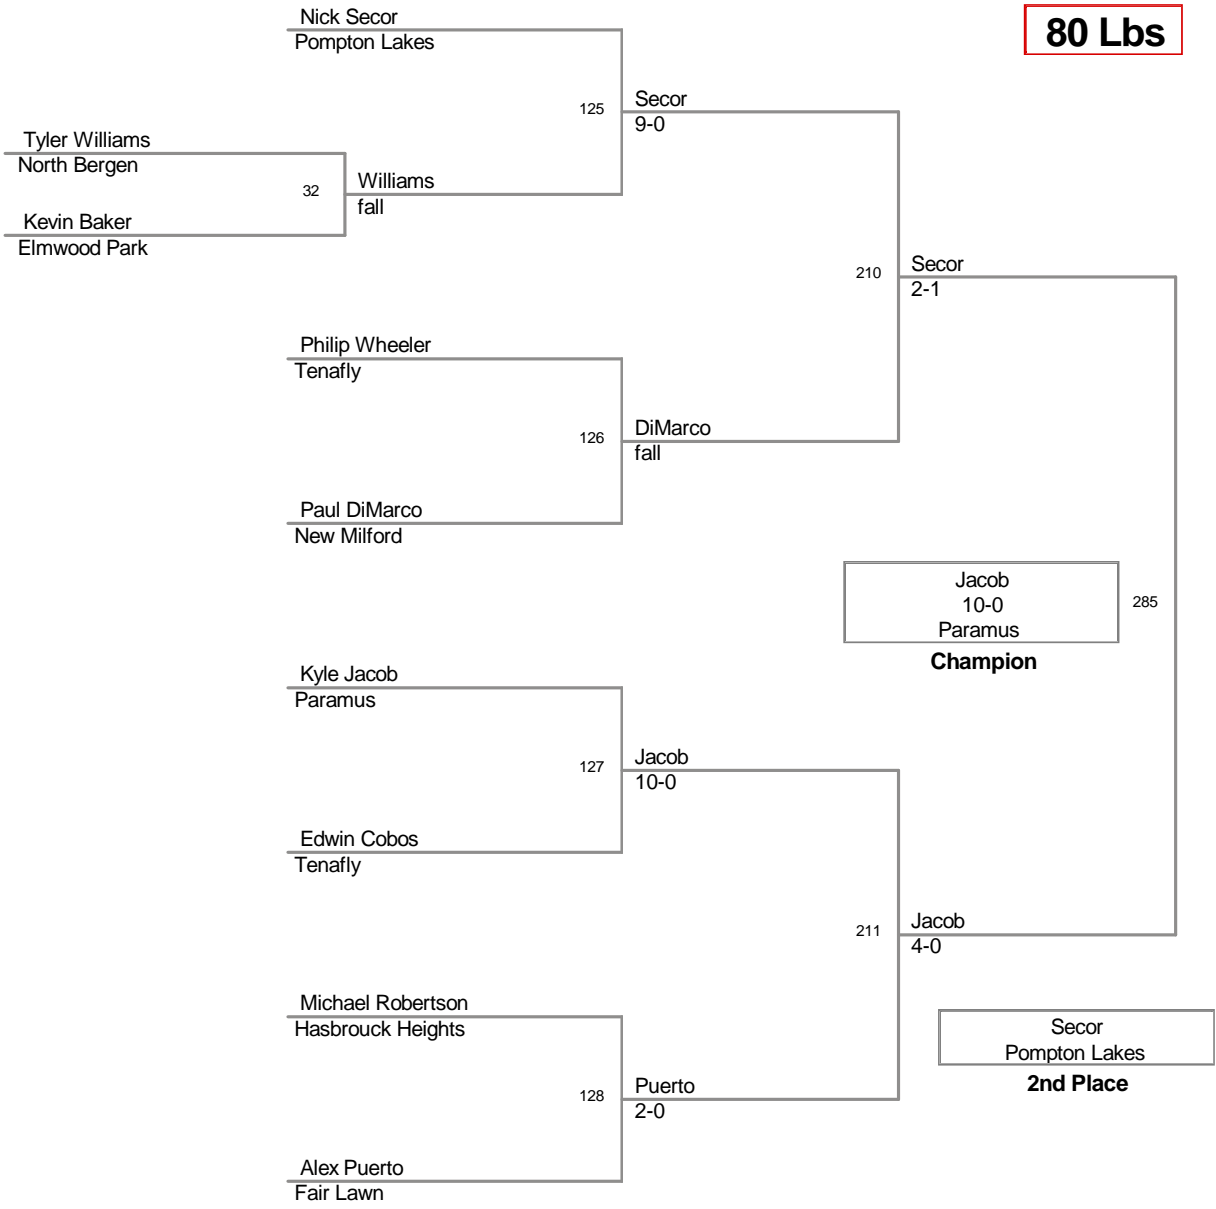 Nick Secor
Pompton Lakes
80 Lbs
125
Secor
9-0
Tyler Williams
North Bergen
32
Williams
fall
Kevin Baker
Elmwood Park
210
Secor
2-1
Philip Wheeler
Tenafly
126
DiMarco
fall
Paul DiMarco
New Milford
Jacob
10-0
Paramus
285
Champion
Kyle Jacob
Paramus
127
Jacob
10-0
Edwin Cobos
Tenafly
211
Jacob
4-0
Michael Robertson
Hasbrouck Heights
Secor
Pompton Lakes
2nd Place
128
Puerto
2-0
Alex Puerto
Fair Lawn